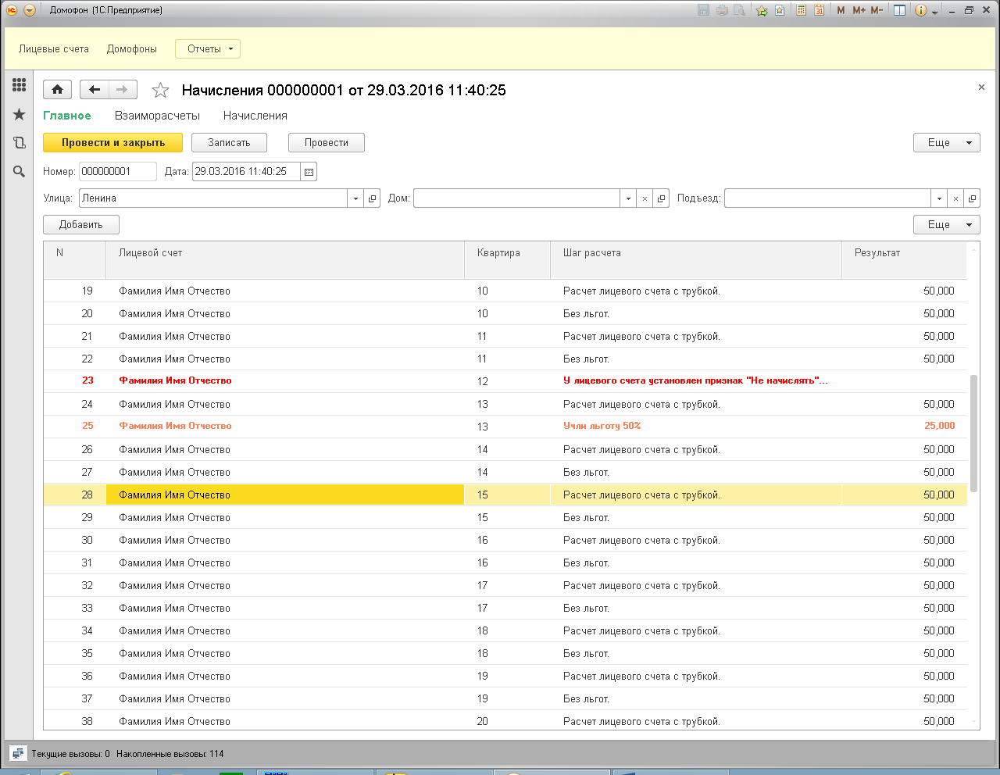 Домофон (1С:Предприятие)
M M+ M-
Лицевые счета Домофоны Отчеты
Начисления 000000001 от 29.03.2016 11:40:25
Главное Взаиморасчеты Начисления
Провести и закрыть Записать Провести Еще
Номер: 000000001 Дата: 29.03.2016 11:40:25
Улица: Ленина Дом: Подъезд:
Добавить Еще
N Лицевой счет Квартира Шаг расчета Результат
19 Фамилия Имя Отчество 10 Расчет лицевого счета с трубкой. 50,000
20 Фамилия Имя Отчество 10 Без льгот. 50,000
21 Фамилия Имя Отчество 11 Расчет лицевого счета с трубкой. 50,000
22 Фамилия Имя Отчество 11 Без льгот. 50,000
23 Фамилия Имя Отчество 12 У лицевого счета установлен признак "Не начислять"...
24 Фамилия Имя Отчество 13 Расчет лицевого счета с трубкой. 50,000
25 Фамилия Имя Отчество 13 Учли льготу 50% 25,000
26 Фамилия Имя Отчество 14 Расчет лицевого счета с трубкой. 50,000
27 Фамилия Имя Отчество 14 Без льгот. 50,000
28 Фамилия Имя Отчество 15 Расчет лицевого счета с трубкой. 50,000
29 Фамилия Имя Отчество 15 Без льгот. 50,000
30 Фамилия Имя Отчество 16 Расчет лицевого счета с трубкой. 50,000
31 Фамилия Имя Отчество 16 Без льгот. 50,000
32 Фамилия Имя Отчество 17 Расчет лицевого счета с трубкой. 50,000
33 Фамилия Имя Отчество 17 Без льгот. 50,000
34 Фамилия Имя Отчество 18 Расчет лицевого счета с трубкой. 50,000
35 Фамилия Имя Отчество 18 Без льгот. 50,000
36 Фамилия Имя Отчество 19 Расчет лицевого счета с трубкой. 50,000
37 Фамилия Имя Отчество 19 Без льгот. 50,000
38 Фамилия Имя Отчество 20 Расчет лицевого счета с трубкой. 50,000
Текущие вызовы: 0 Накопленные вызовы: 114